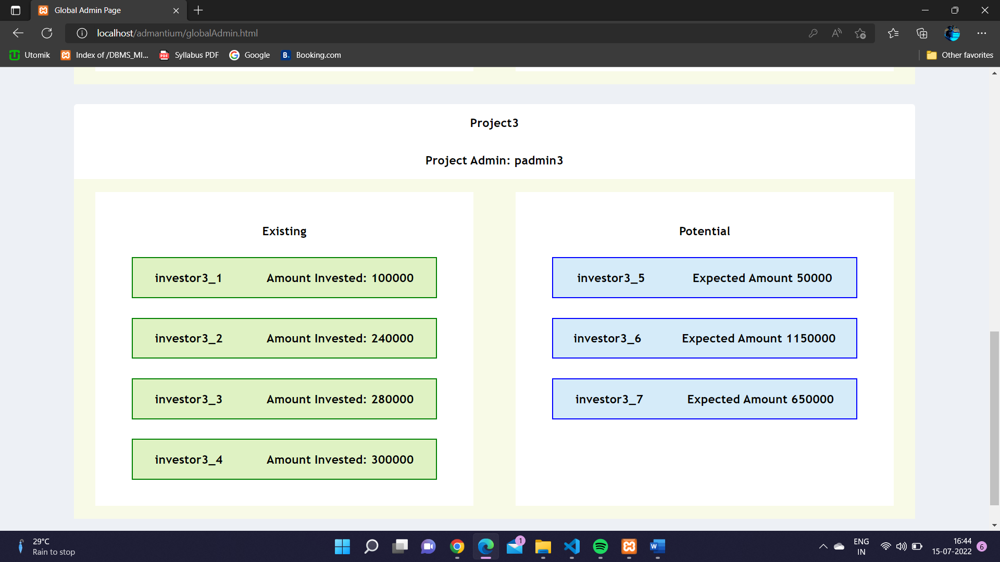 Global Admin Page
localhost/admantium/globalAdmin.html
Utomik
Index of /DBMS_MI...
PDF
Syllabus PDF
G
Google
B.
Booking.com
Other favorites
Project3
Project Admin: padmin3
Existing
Potential
investor3_1 Amount Invested: 100000
investor3_5 Expected Amount 50000
investor3_2 Amount Invested: 240000
investor3_6 Expected Amount 1150000
investor3_3 Amount Invested: 280000
investor3_7 Expected Amount 650000
investor3_4 Amount Invested: 300000
29°C
Rain to stop
1
W
ENG
IN
16:44
15-07-2022
6